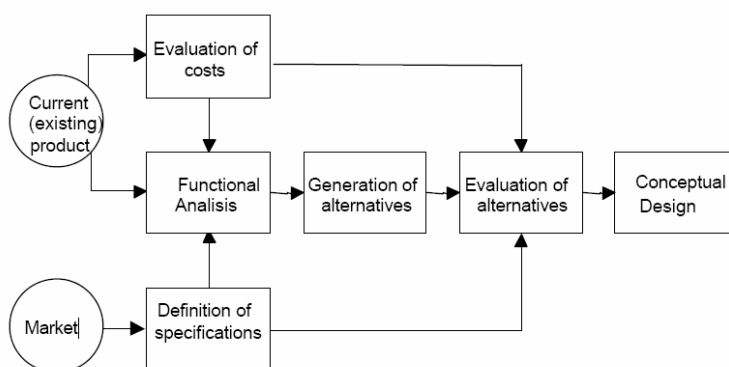 Evaluation of
costs
Current
(existing)
product
Functional
Analisis
Generation of
alternatives
Evaluation of
alternatives
Conceptual
Design
Market
Definition of
specifications